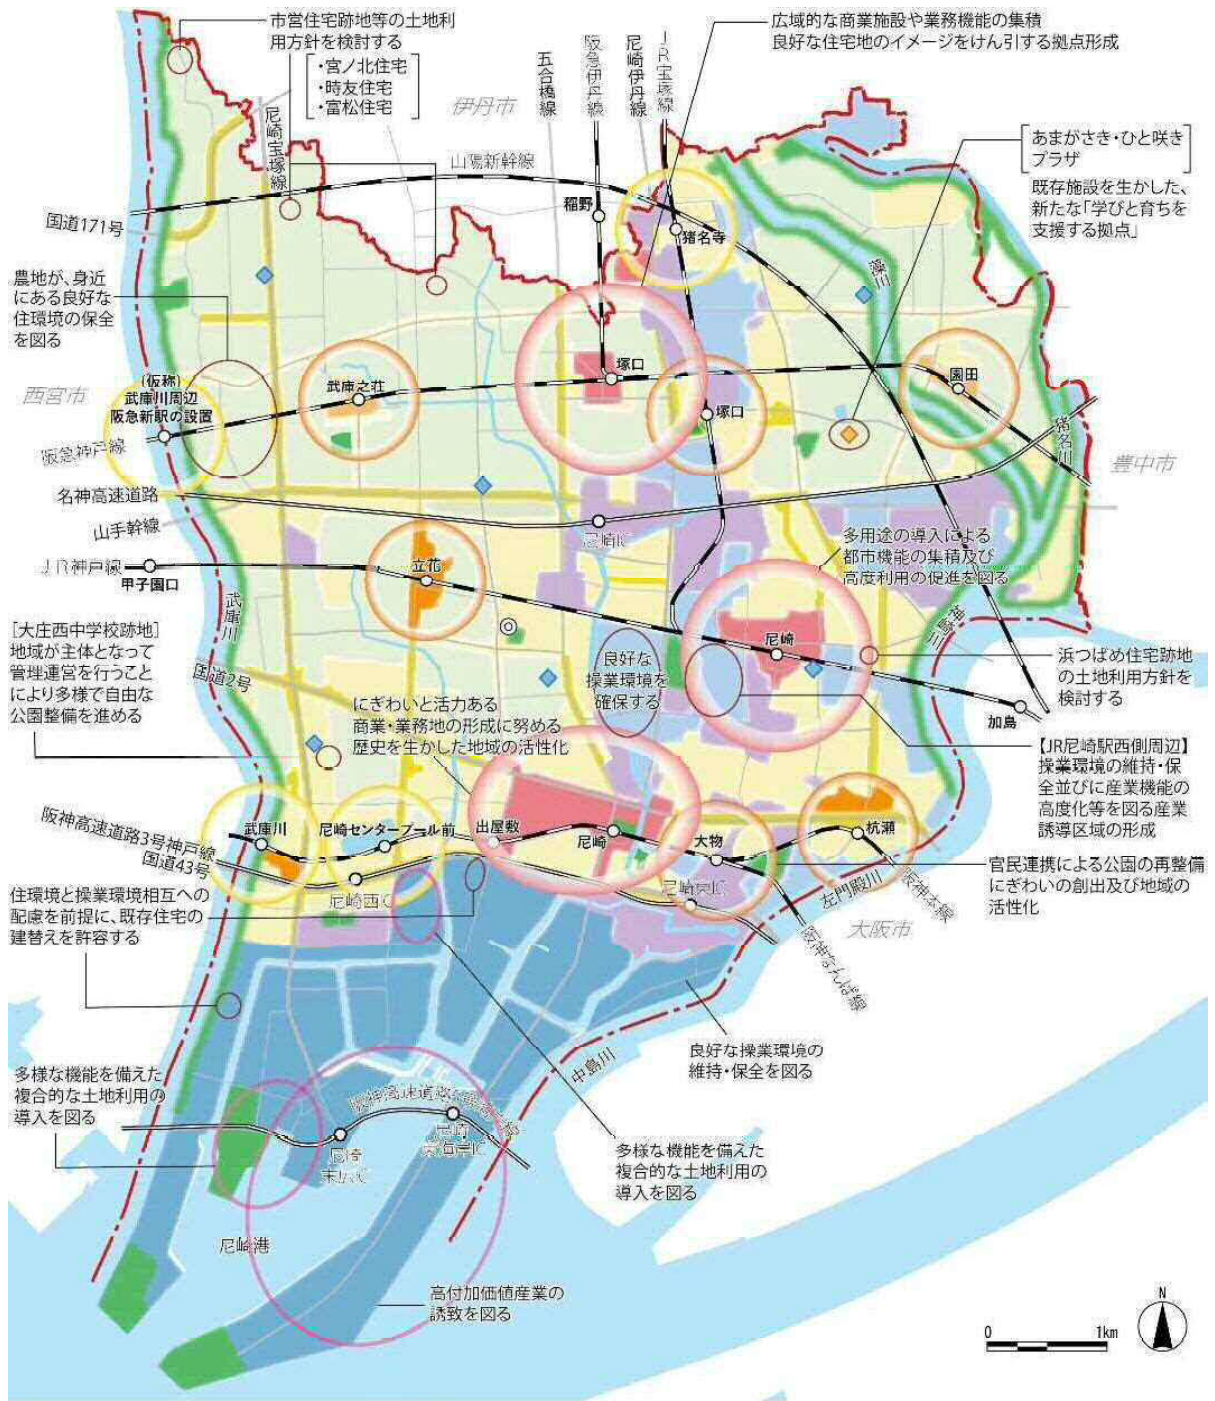 市営住宅跡地等の土地利
用方針を検討する
・宮ノ北住宅
・時友住宅
・富松住宅
広域的な商業施設や業務機能の集積
良好な住宅地のイメージをけん引する拠点形成
五合橋線
阪急伊丹線
尼崎伊丹線
JR宝塚線
尼崎宝塚線
伊丹市
山陽新幹線
あまがさき・ひと咲き
プラザ
既存施設を生かした、
新たな「学びと育ちを
支援する拠点」
国道171号
稲野
猪名寺
藻川
農地が、身近
にある良好な
住環境の保全
を図る
西宮市
(仮称)
武庫川周辺
阪急新駅の設置
武庫之荘
塚口
塚口
園田
猪名川
豊中市
阪急神戸線
名神高速道路
山手幹線
尼崎IC
JR神戸線
甲子園口
立花
多用途の導入による
都市機能の集積及び
高度利用の促進を図る
武庫川
神崎川
[大庄西中学校跡地]
地域が主体となって
管理運営を行うこと
により多様で自由な
公園整備を進める
国道2号
良好な
操業環境を
確保する
尼崎
浜つばめ住宅跡地
の土地利用方針を
検討する
加島
にぎわいと活力ある
商業・業務地の形成に努める
歴史を生かした地域の活性化
【JR尼崎駅西側周辺】
操業環境の維持・保
全並びに産業機能の
高度化等を図る産業
誘導区域の形成
阪神高速道路3号神戸線
国道43号
武庫川
尼崎センタープール前
出屋敷
尼崎
大物
杭瀬
尼崎西IC
尼崎東IC
左門殿川
阪神本線
阪神なんば線
大阪市
官民連携による公園の再整備
にぎわいの創出及び地域の
活性化
住環境と操業環境相互への
配慮を前提に、既存住宅の
建替えを許容する
良好な操業環境の
維持・保全を図る
中島川
多様な機能を備えた
複合的な土地利用の
導入を図る
尼崎
末広IC
尼崎
東海岸IC
多様な機能を備えた
複合的な土地利用の
導入を図る
尼崎港
高付加価値産業の
誘致を図る
N
0
1km